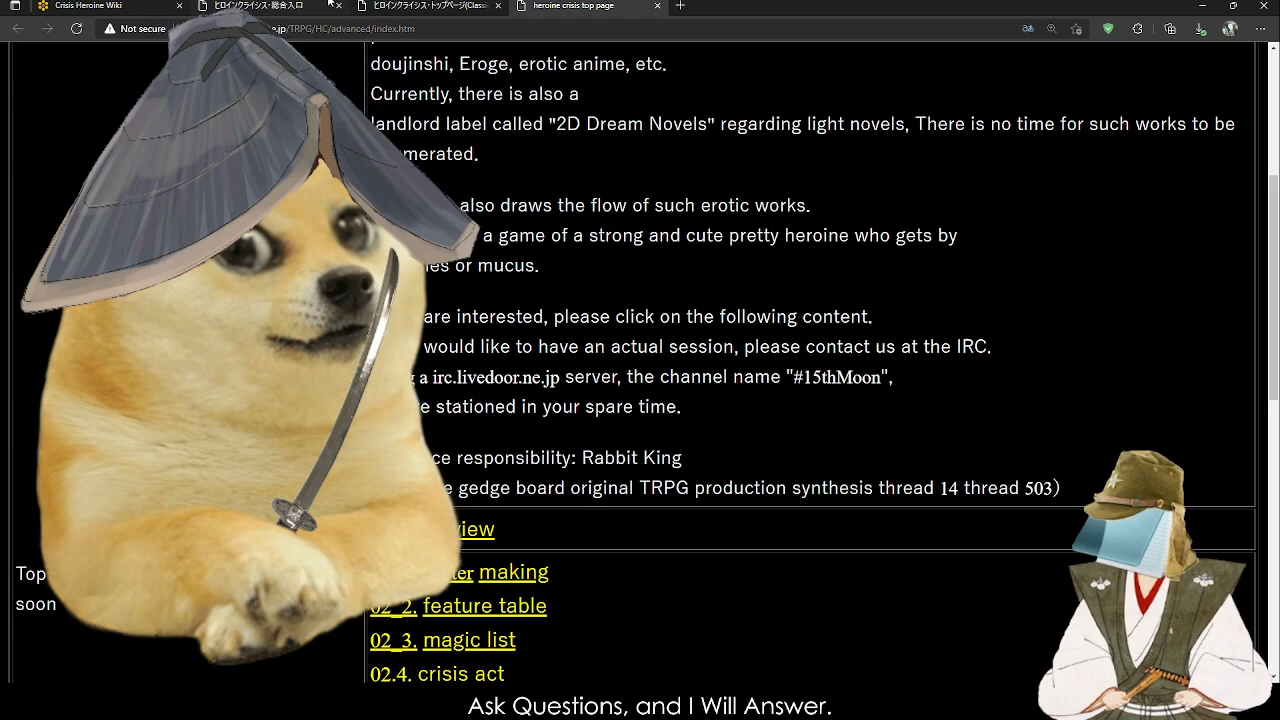 Crisis Heroine Wiki
ヒロインクライシス・総合入口
ヒロインクライシス・トップページ(Classi
heroine crisis top page
Not secure
.jp/TRPG/HC/advanced/index.htm
doujinshi, Eroge, erotic anime, etc.
Currently, there is also a
landlord label called "2D Dream Novels" regarding light novels, There is no time for such works to be
merated.
also draws the flow of such erotic works.
a game of a strong and cute pretty heroine who gets by
or mucus.
are interested, please click on the following content.
would like to have an actual session, please contact us at the IRC.
a irc.livedoor.ne.jp server, the channel name "#15thMoon",
stationed in your spare time.
responsibility: Rabbit King
gedge board original TRPG production synthesis thread 14 thread 503）
view
Top
making
soon
02_2. feature table
02_3. magic list
02.4. crisis act
Ask Questions, and I Will Answer.